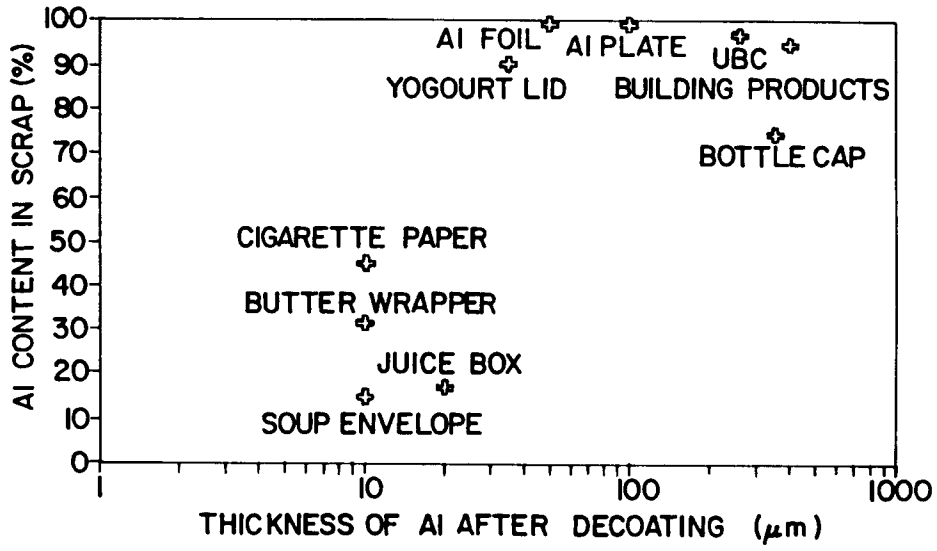 AI CONTENT IN SCRAP (%)
100
90
80
70
60
50
40
30
20
10
0
AI FOIL
AI PLATE
UBC
YOGOURT LID
BUILDING PRODUCTS
BOTTLE CAP
CIGARETTE PAPER
BUTTER WRAPPER
JUICE BOX
SOUP ENVELOPE
1
10
100
1000
THICKNESS OF AI AFTER DECOATING (μm)